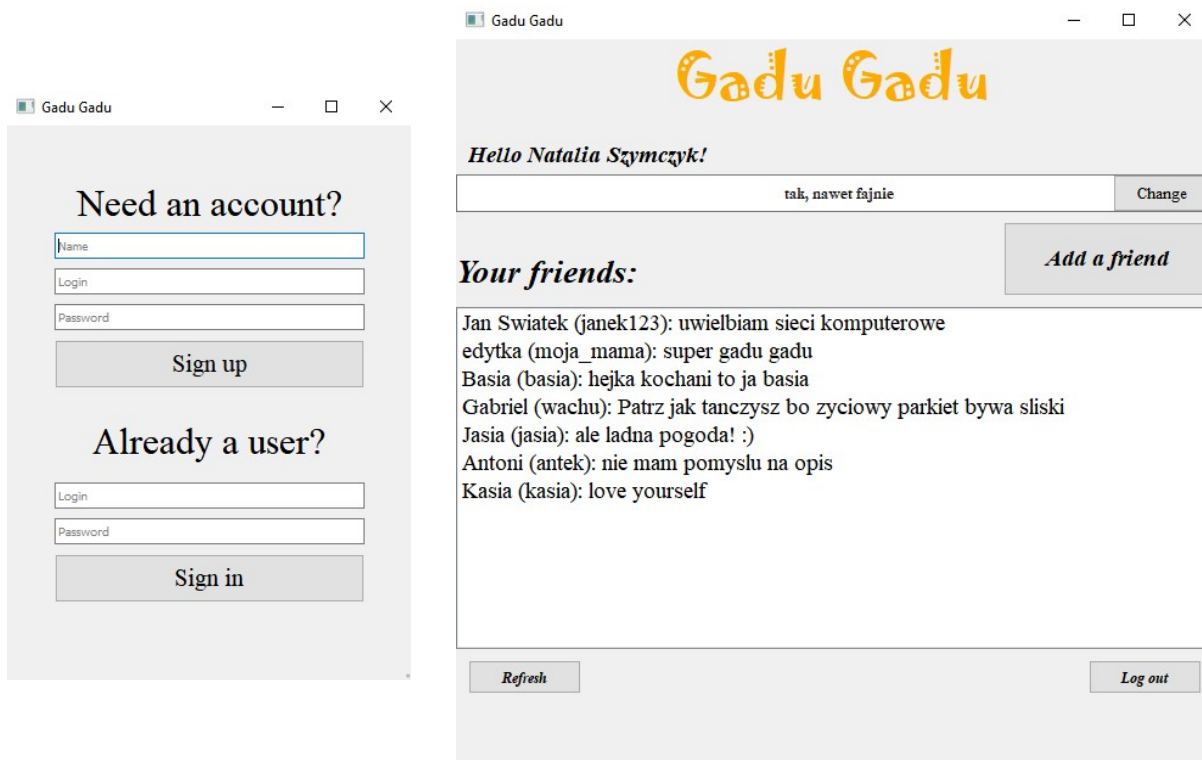 Gadu Gadu
Need an account?
Name
Login
Password
Sign up
Already a user?
Login
Password
Sign in
Gadu Gadu
Gadu Gadu
Hello Natalia Szymczyk!
tak, nawet fajnie
Change
Add a friend
Your friends:
Jan Swiatek (janek123): uwielbiam sieci komputerowe
edytka (moja_mama): super gadu gadu
Basia (basia): hejka kochani to ja basia
Gabriel (wachu): Patrz jak tanczysz bo zyciowy parkiet bywa sliski
Jasia (jasia): ale ladna pogoda! :)
Antoni (antek): nie mam pomyslu na opis
Kasia (kasia): love yourself
Refresh
Log out